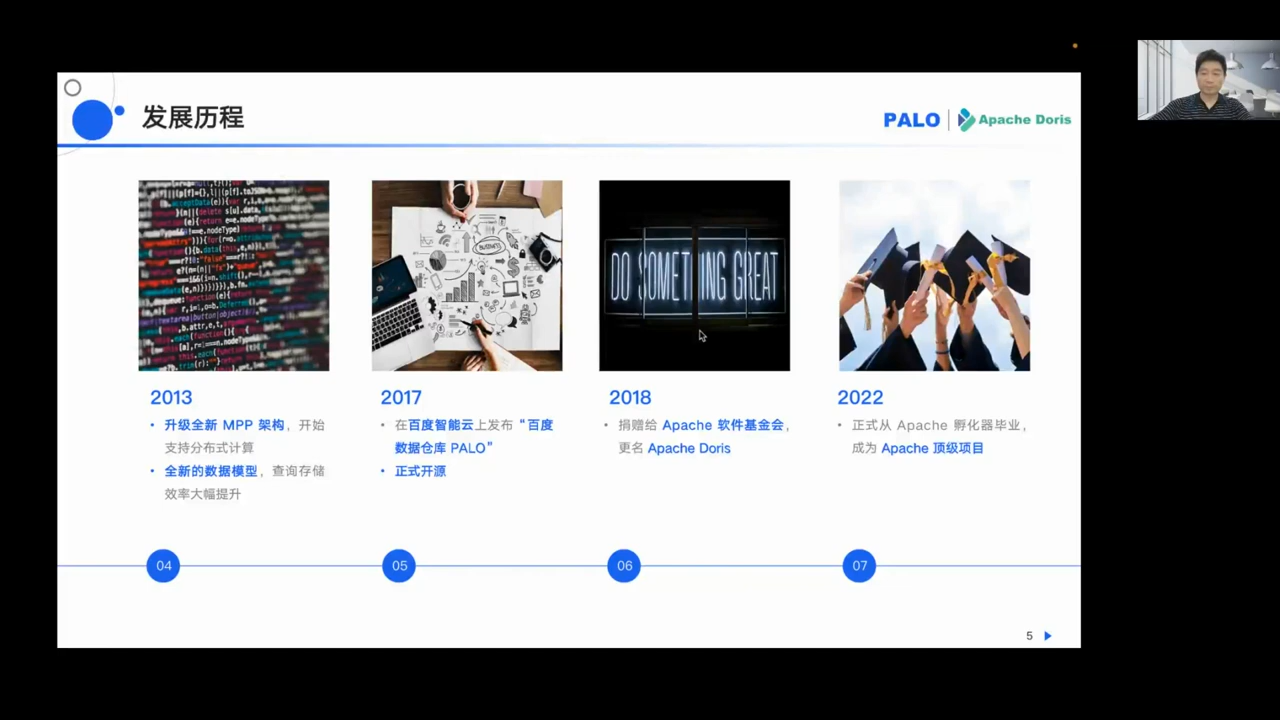 发展历程
PALO | Apache Doris
DO SOMETHING GREAT
BUSINESS
2013
• 升级全新 MPP 架构，开始
支持分布式计算
• 全新的数据模型，查询存储
效率大幅提升
2017
• 在百度智能云上发布“百度
数据仓库 PALO”
• 正式开源
2018
• 捐赠给 Apache 软件基金会，
更名 Apache Doris
2022
• 正式从 Apache 孵化器毕业，
成为 Apache 顶级项目
04
05
06
07
5